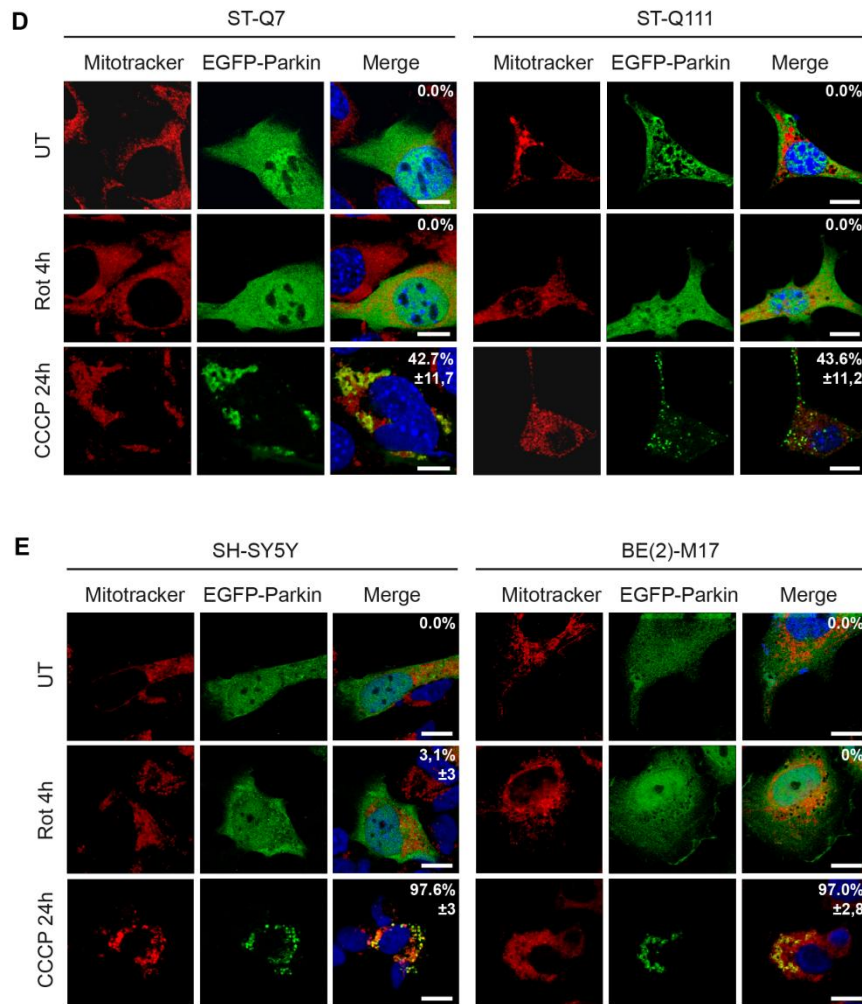 D
ST-Q7 ST-Q111
Mitotracker EGFP-Parkin Merge Mitotracker EGFP-Parkin Merge
UT 0.0% 0.0%
Rot 4h 0.0% 0.0%
CCCP 24h 42.7% 43.6%
±11,7 ±11,2
E
SH-SY5Y BE(2)-M17
Mitotracker EGFP-Parkin Merge Mitotracker EGFP-Parkin Merge
UT 0.0% 0.0%
Rot 4h 3,1% 0%
±3
CCCP 24h 97.6% 97.0%
±3 ±2,8